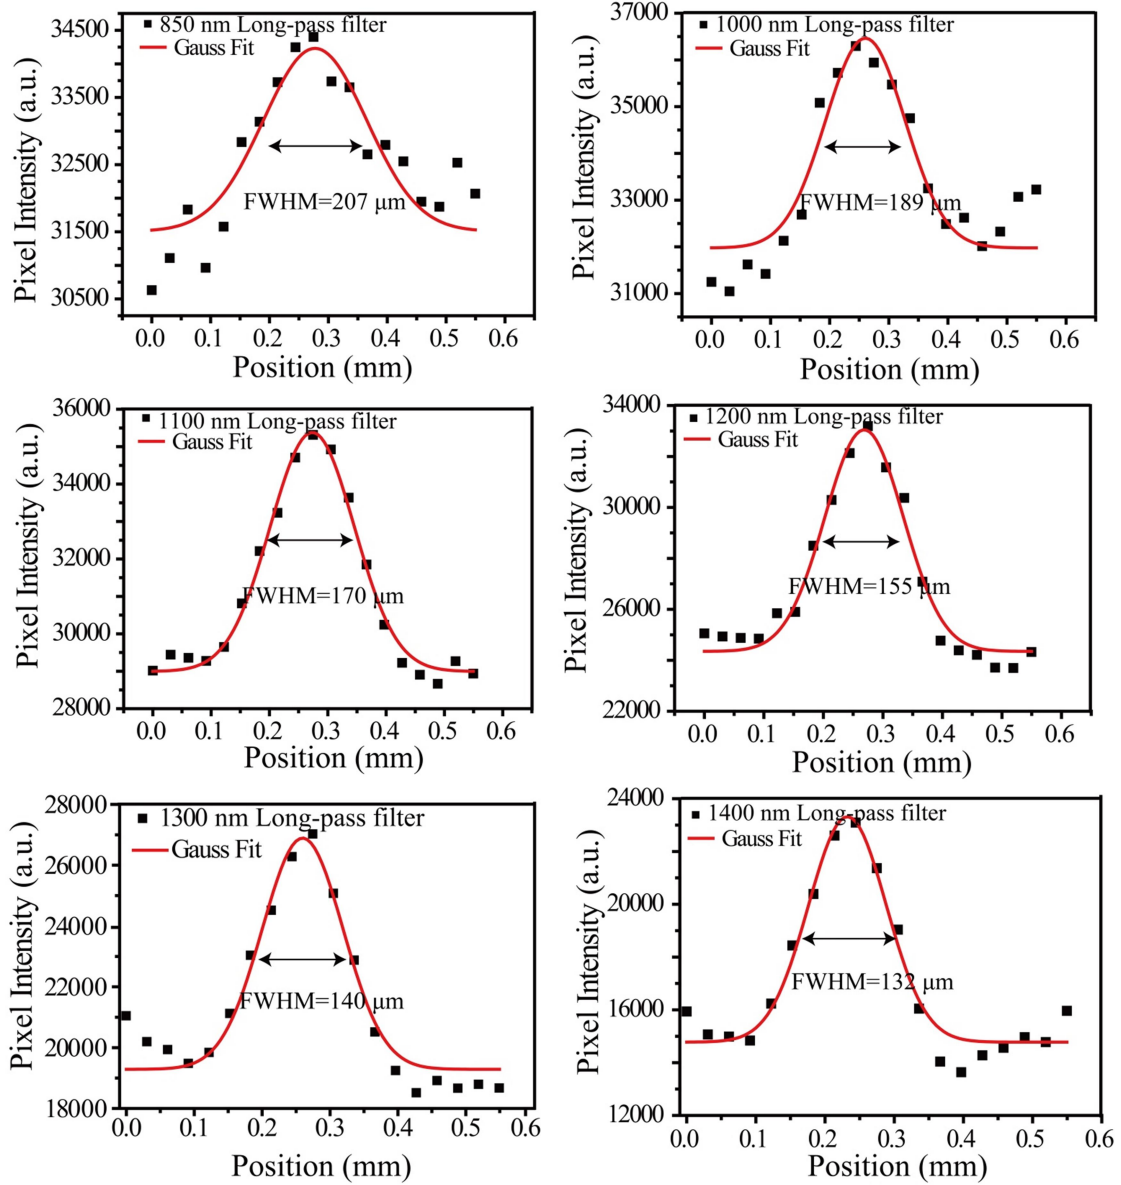 850 nm Long-pass filter
Gauss Fit
34500
33500
32500
31500
30500
Pixel Intensity (a.u.)
FWHM=207 μm
0.0 0.1 0.2 0.3 0.4 0.5 0.6
Position (mm)
1000 nm Long-pass filter
Gauss Fit
37000
35000
33000
31000
Pixel Intensity (a.u.)
FWHM=189 μm
0.0 0.1 0.2 0.3 0.4 0.5 0.6
Position (mm)
1100 nm Long-pass filter
Gauss Fit
36000
34000
32000
30000
28000
Pixel Intensity (a.u.)
FWHM=170 μm
0.0 0.1 0.2 0.3 0.4 0.5 0.6
Position (mm)
1200 nm Long-pass filter
Gauss Fit
34000
30000
26000
22000
Pixel Intensity (a.u.)
FWHM=155 μm
0.0 0.1 0.2 0.3 0.4 0.5 0.6
Position (mm)
1300 nm Long-pass filter
Gauss Fit
28000
26000
24000
22000
20000
18000
Pixel Intensity (a.u.)
FWHM=140 μm
0.0 0.1 0.2 0.3 0.4 0.5 0.6
Position (mm)
1400 nm Long-pass filter
Gauss Fit
24000
20000
16000
12000
Pixel Intensity (a.u.)
FWHM=132 μm
0.0 0.1 0.2 0.3 0.4 0.5 0.6
Position (mm)